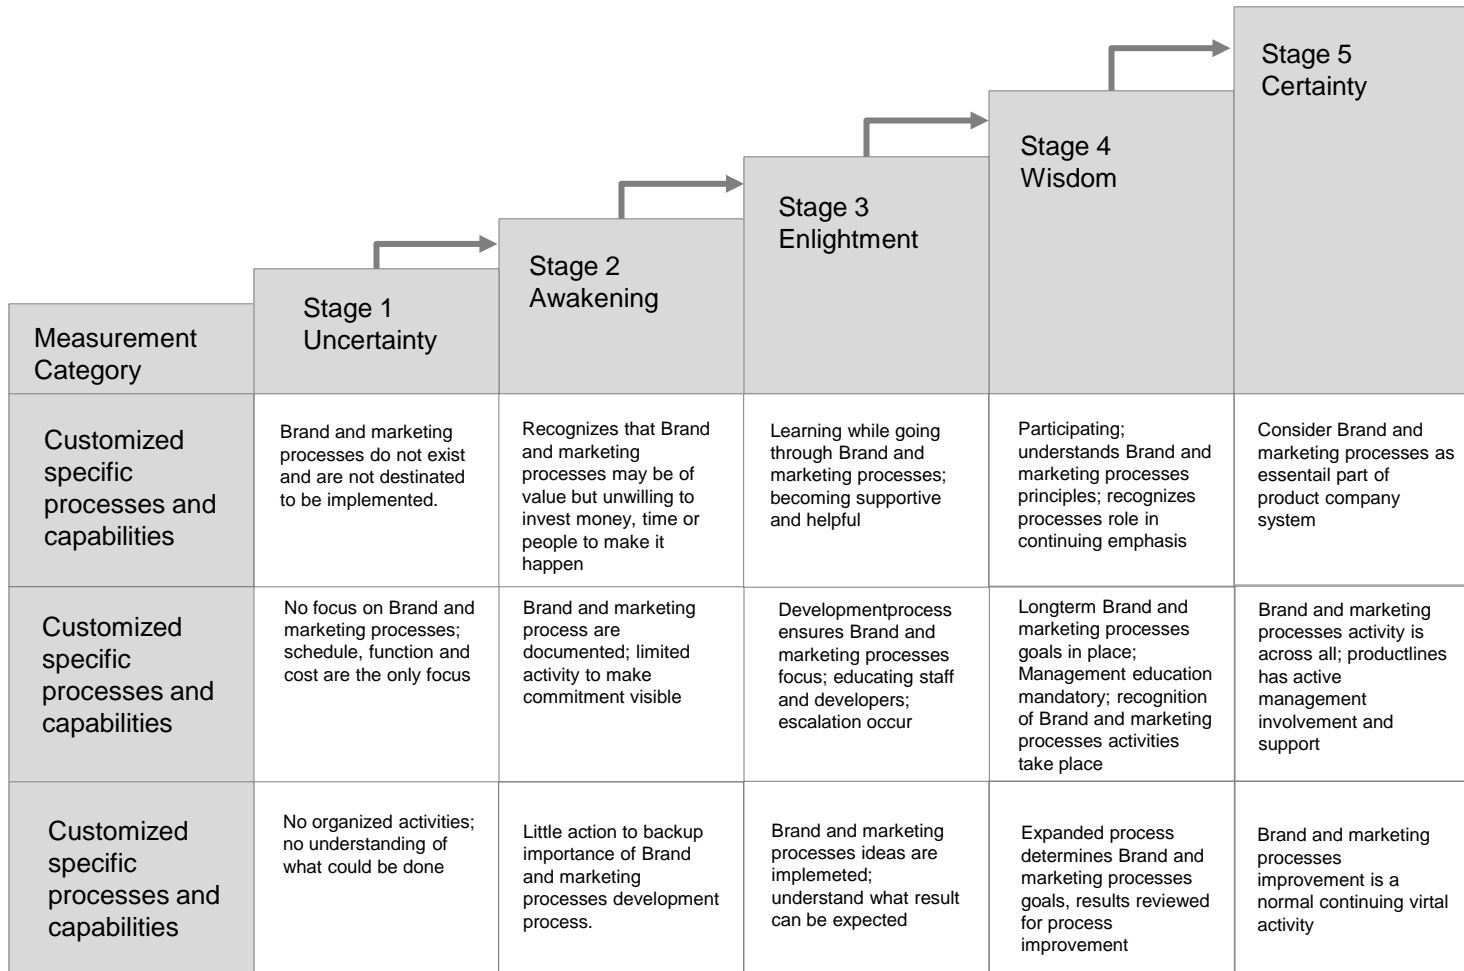 Stage 5
Certainty
Stage 4
Wisdom
Stage 3
Enlightment
Stage 2
Awakening
Stage 1
Uncertainty
Measurement
Category
Customized
specific
processes and
capabilities
Brand and marketing
processes do not exist
and are not destinated
to be implemented.
Recognizes that Brand
and marketing
processes may be of
value but unwilling to
invest money, time or
people to make it
happen
Learning while going
through Brand and
marketing processes;
becoming supportive
and helpful
Participating;
understands Brand and
marketing processes
principles; recognizes
processes role in
continuing emphasis
Consider Brand and
marketing processes as
essentail part of
product company
system
Customized
specific
processes and
capabilities
No focus on Brand and
marketing processes;
schedule, function and
cost are the only focus
Brand and marketing
process are
documented; limited
activity to make
commitment visible
Developmentprocess
ensures Brand and
marketing processes
focus; educating staff
and developers;
escalation occur
Longterm Brand and
marketing processes
goals in place;
Management education
mandatory; recognition
of Brand and marketing
processes activities
take place
Brand and marketing
processes activity is
across all; productlines
has active
management
involvement and
support
Customized
specific
processes and
capabilities
No organized activities;
no understanding of
what could be done
Little action to backup
importance of Brand
and marketing
processes development
process.
Brand and marketing
processes ideas are
implemeted;
understand what result
can be expected
Expanded process
determines Brand and
marketing processes
goals, results reviewed
for process
improvement
Brand and marketing
processes
improvement is a
normal continuing virtal
activity